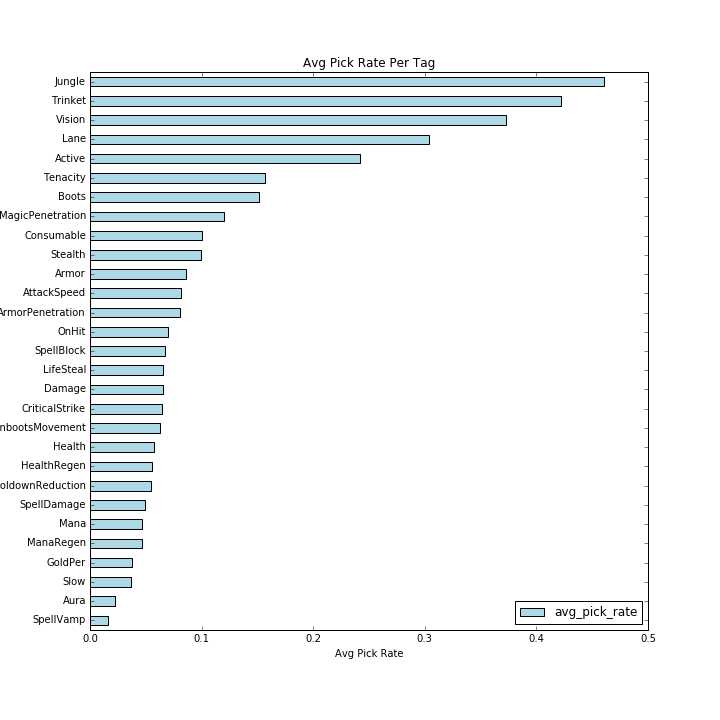 Avg Pick Rate Per Tag
Jungle
Trinket
Vision
Lane
Active
Tenacity
Boots
MagicPenetration
Consumable
Stealth
Armor
AttackSpeed
ArmorPenetration
OnHit
SpellBlock
LifeSteal
Damage
CriticalStrike
nbootsMovement
Health
HealthRegen
oldownReduction
SpellDamage
Mana
ManaRegen
GoldPer
Slow
Aura
SpellVamp
avg_pick_rate
0.0 0.1 0.2 0.3 0.4 0.5
Avg Pick Rate